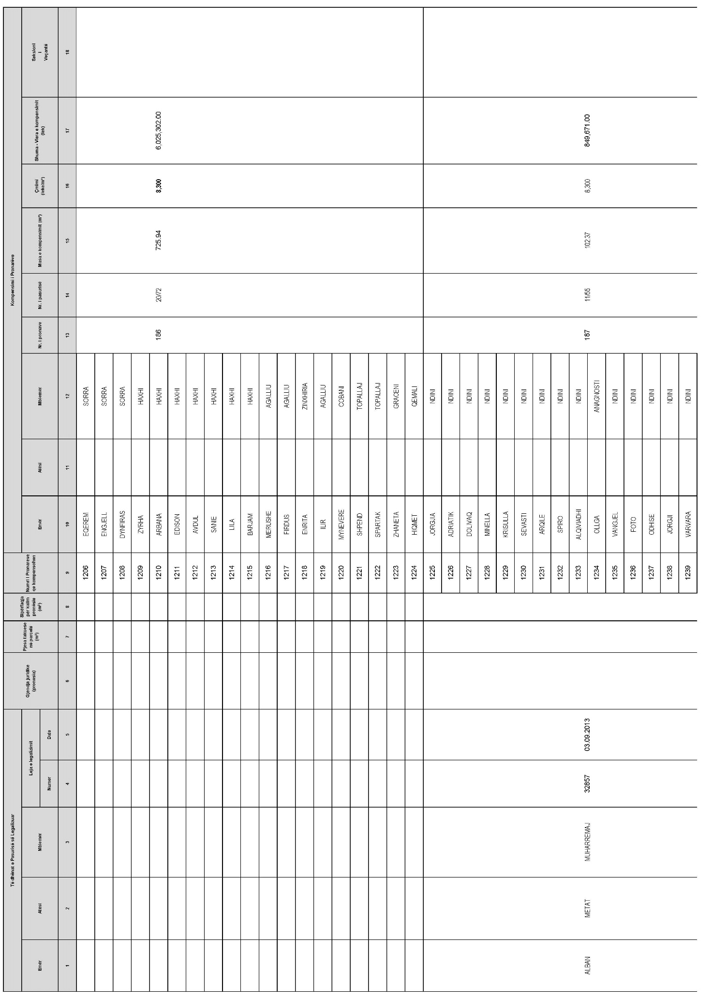 Të dhënat e Pasurisë së Legalizuar
Gjendja juridike (pronësia)
Pjesa takuese në parcelë (m²)
Sipërfaqja për kalim pronësie (m²)
Numri i Pronarëve qe kompensohen
Kompensimi i Pronarëve
Emër Atësi Mbiemër Leja e legalizimit Emër Atësi Mbiemër Nr. i pronave Nr. i pasurisë Masa e kompensimit (m²) Çmimi (leke/m²) Shuma - Vlera e kompensimit (lek) Seksioni i Veçantë
Numer Date
1 2 3 4 5 6 7 8 9 10 11 12 13 14 15 16 17 18
1206 EQEREM SORRA
1207 ENGJELL SORRA
1208 DYNFIRAS SORRA
1209 ZYRHA HAXHI
1210 ARBANA HAXHI 186 20/72 725.94 8,300 6,025,302.00
1211 EDISON HAXHI
1212 AVDUL HAXHI
1213 SANIE HAXHI
1214 LILA HAXHI
1215 BARJAM HAXHI
1216 MERUSHE AGALLIU
1217 FIRDUS AGALLIU
1218 ENRITA ZINXHIRIA
1219 ILIR AGALLIU
1220 MYNEVERE COBANI
1221 SHPEND TOPALLAJ
1222 SPARTAK TOPALLAJ
1223 ZHANETA GRACENI
1224 HIQMET QEMALI
1225 JORGJIA NDINI
1226 ADRIATIK NDINI
1227 DOLIVAQ NDINI
1228 MINELLA NDINI
1229 KRISULLA NDINI
1230 SEVASTI NDINI
1231 ARQILE NDINI
1232 SPIRO NDINI
1233 ALQIVIADHI NDINI
ALBAN METAT MUHARREMAJ 32857 03.09.2013 1234 OLLGA ANAGNOSTI 187 11/55 102.37 8,300 849,671.00
1235 VANGJEL NDINI
1236 FOTO NDINI
1237 ODHISE NDINI
1238 JORGJI NDINI
1239 VARVARA NDINI